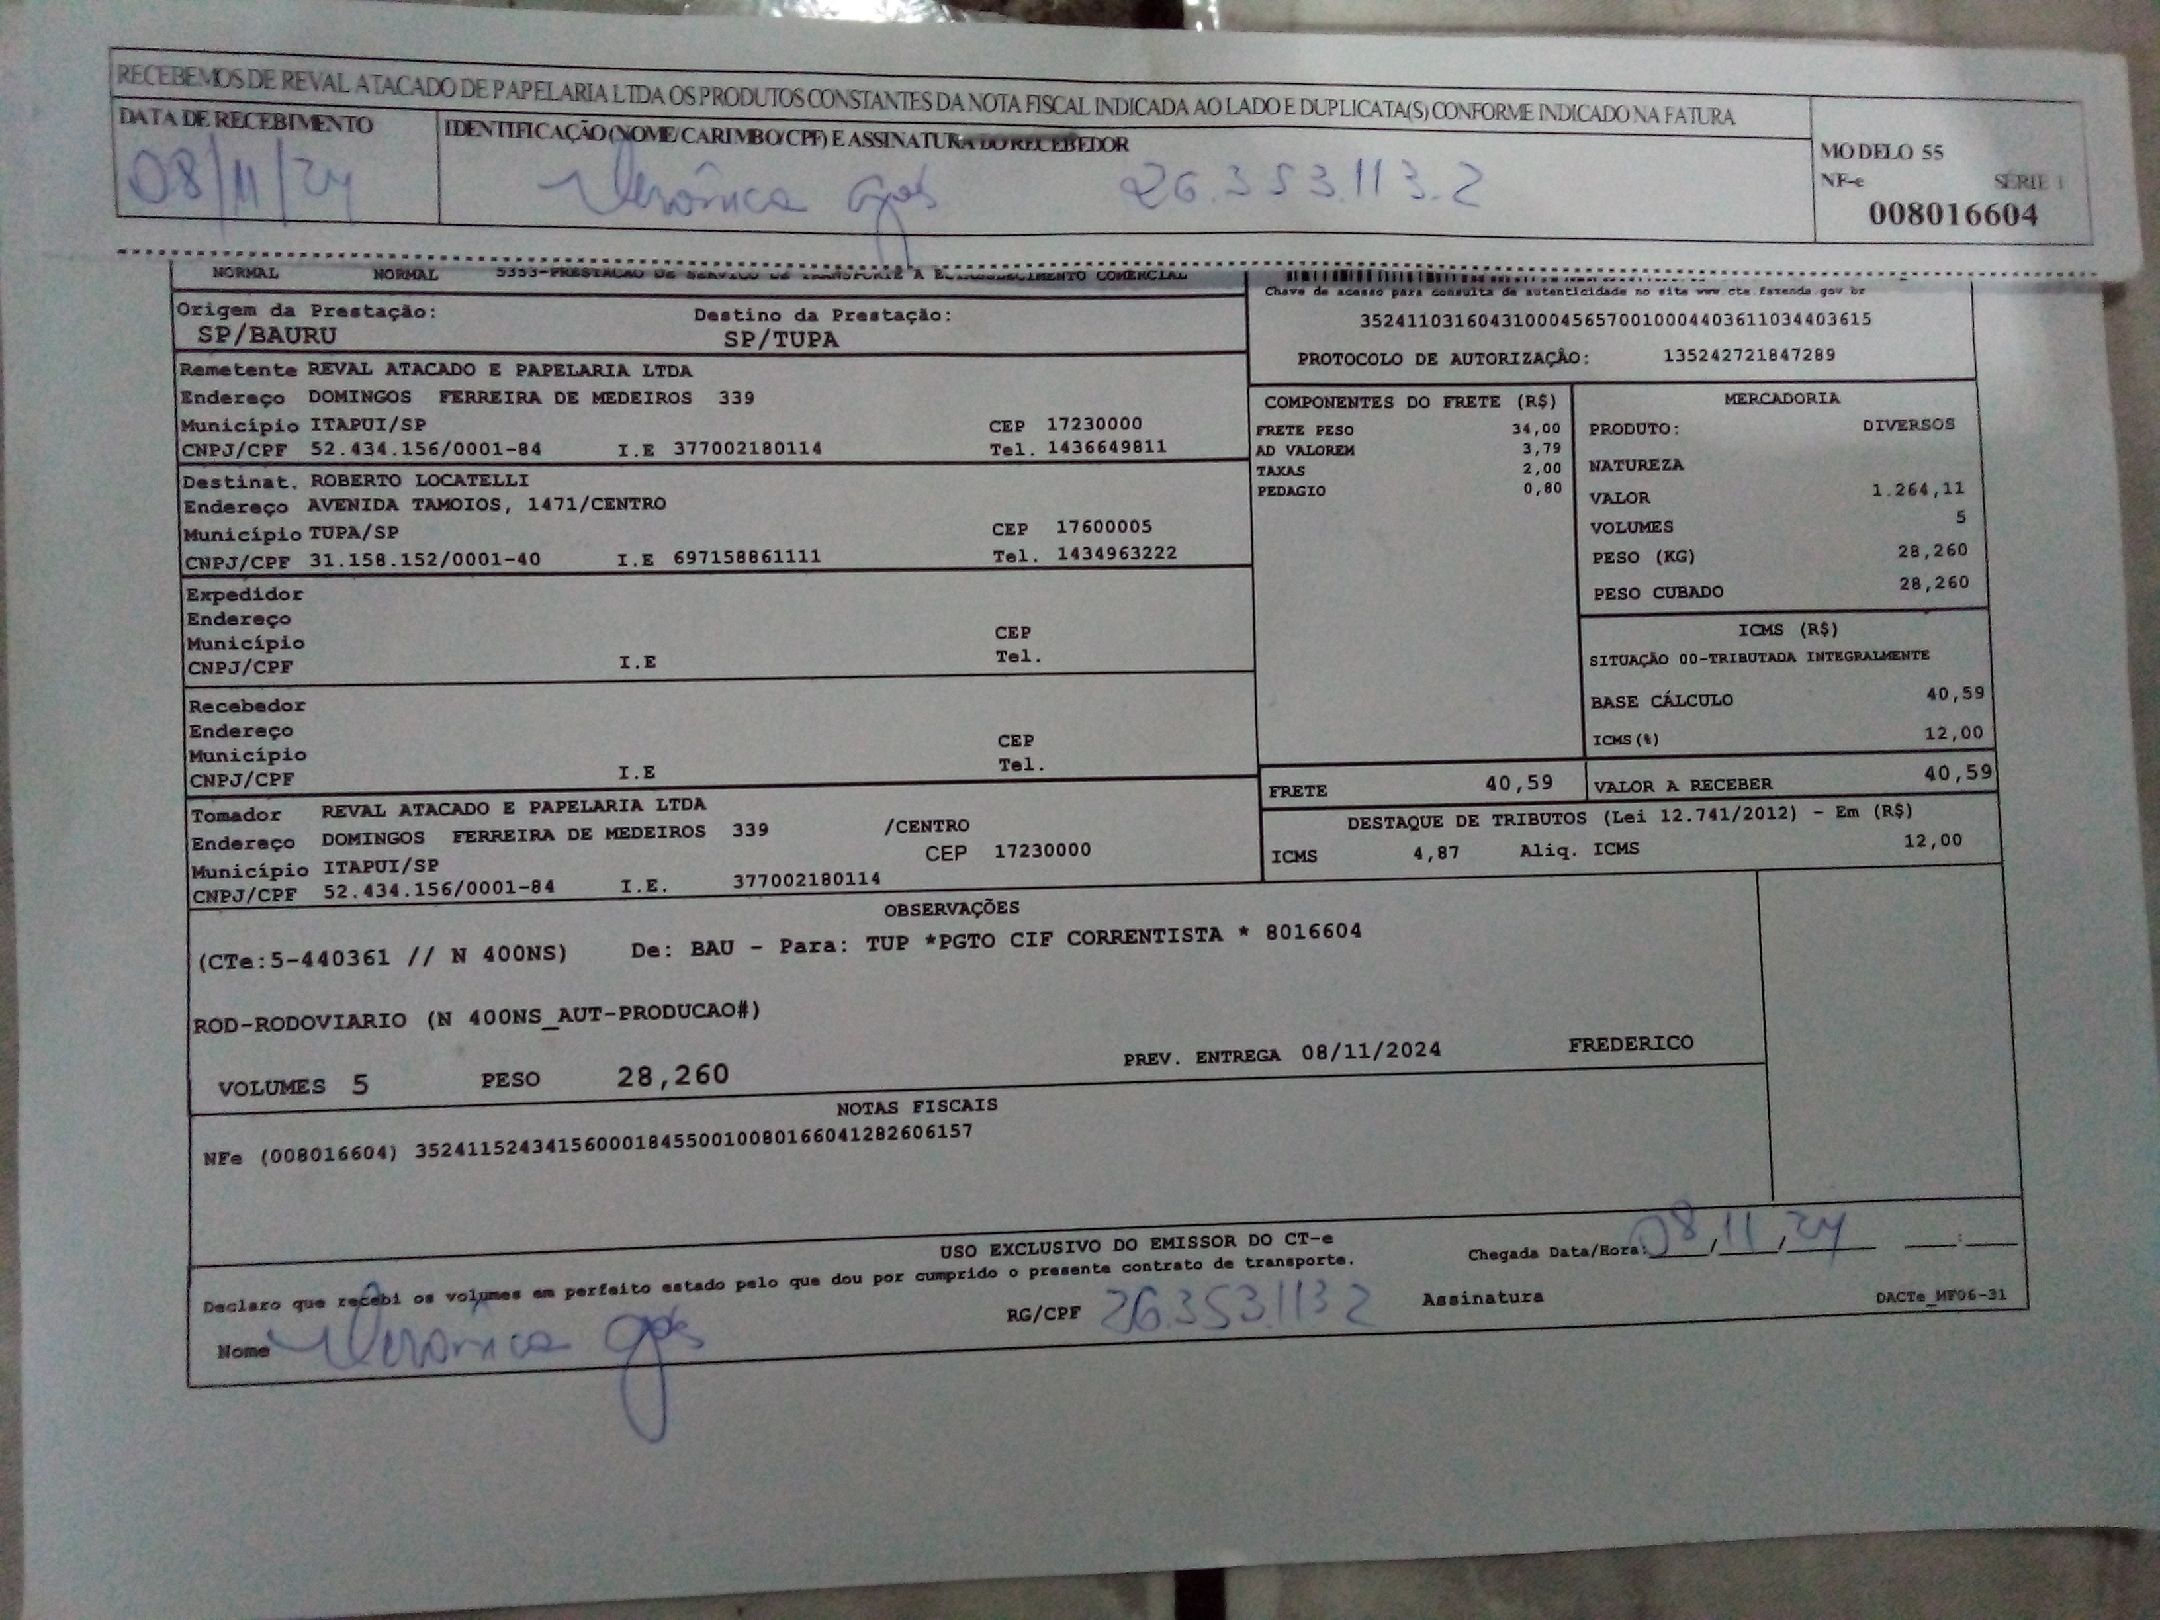 RECEBEMOS DE REVAL ATACADO DE PAPELARIA LTDA OS PRODUTOS CONSTANTES DA NOTA FISCAL INDICADA AO LADO E DUPLICATA(S) CONFORME INDICADO NA FATURA
DATA DE RECEBIMENTO
IDENTIFICAÇÃO (NOME/CARIMBO/CPF) E ASSINATURA DO RECEBEDOR
08/11/24
Verônica 26.353.113.2
MODELO 55
NF-e SÉRIE 1
008016604
NORMAL NORMAL 5353-PRESTACAO DE SERVICO DE TRANSPORTE A ESTABELECIMENTO COMERCIAL
Chave de acesso para consulta de autenticidade no site www.cte.fazenda.gov.br
35241103160431000456570010004403611034403615
PROTOCOLO DE AUTORIZAÇÃO: 135242721847289
Origem da Prestação: Destino da Prestação:
SP/BAURU SP/TUPA
Remetente REVAL ATACADO E PAPELARIA LTDA
Endereço DOMINGOS FERREIRA DE MEDEIROS 339
Município ITAPUI/SP CEP 17230000
CNPJ/CPF 52.434.156/0001-84 I.E 377002180114 Tel. 1436649811
Destinat. ROBERTO LOCATELLI
Endereço AVENIDA TAMOIOS, 1471/CENTRO
Município TUPA/SP CEP 17600005
CNPJ/CPF 31.158.152/0001-40 I.E 697158861111 Tel. 1434963222
Expedidor
Endereço
Município CEP
CNPJ/CPF I.E Tel.
Recebedor
Endereço
Município CEP
CNPJ/CPF I.E Tel.
Tomador REVAL ATACADO E PAPELARIA LTDA
Endereço DOMINGOS FERREIRA DE MEDEIROS 339 /CENTRO
Município ITAPUI/SP CEP 17230000
CNPJ/CPF 52.434.156/0001-84 I.E. 377002180114
COMPONENTES DO FRETE (R$)
FRETE PESO 34,00
AD VALOREM 3,79
TAXAS 2,00
PEDAGIO 0,80
MERCADORIA
PRODUTO: DIVERSOS
NATUREZA
VALOR 1.264,11
VOLUMES 5
PESO (KG) 28,260
PESO CUBADO 28,260
ICMS (R$)
SITUAÇÃO 00-TRIBUTADA INTEGRALMENTE
BASE CÁLCULO 40,59
ICMS(%) 12,00
FRETE 40,59 VALOR A RECEBER 40,59
DESTAQUE DE TRIBUTOS (Lei 12.741/2012) - Em (R$)
ICMS 4,87 Aliq. ICMS 12,00
OBSERVAÇÕES
(CTe:5-440361 // N 400NS) De: BAU - Para: TUP *PGTO CIF CORRENTISTA * 8016604
ROD-RODOVIARIO (N 400NS_AUT-PRODUCAO#)
VOLUMES 5 PESO 28,260 PREV. ENTREGA 08/11/2024 FREDERICO
NOTAS FISCAIS
NFe (008016604) 35241152434156000184550010080166041282606157
USO EXCLUSIVO DO EMISSOR DO CT-e
Declaro que recebi os volumes em perfeito estado pelo que dou por cumprido o presente contrato de transporte.
Chegada Data/Hora: 08/11/24 :
Nome Verônica RG/CPF 26.353.113 2 Assinatura
DACTe_MF06-31